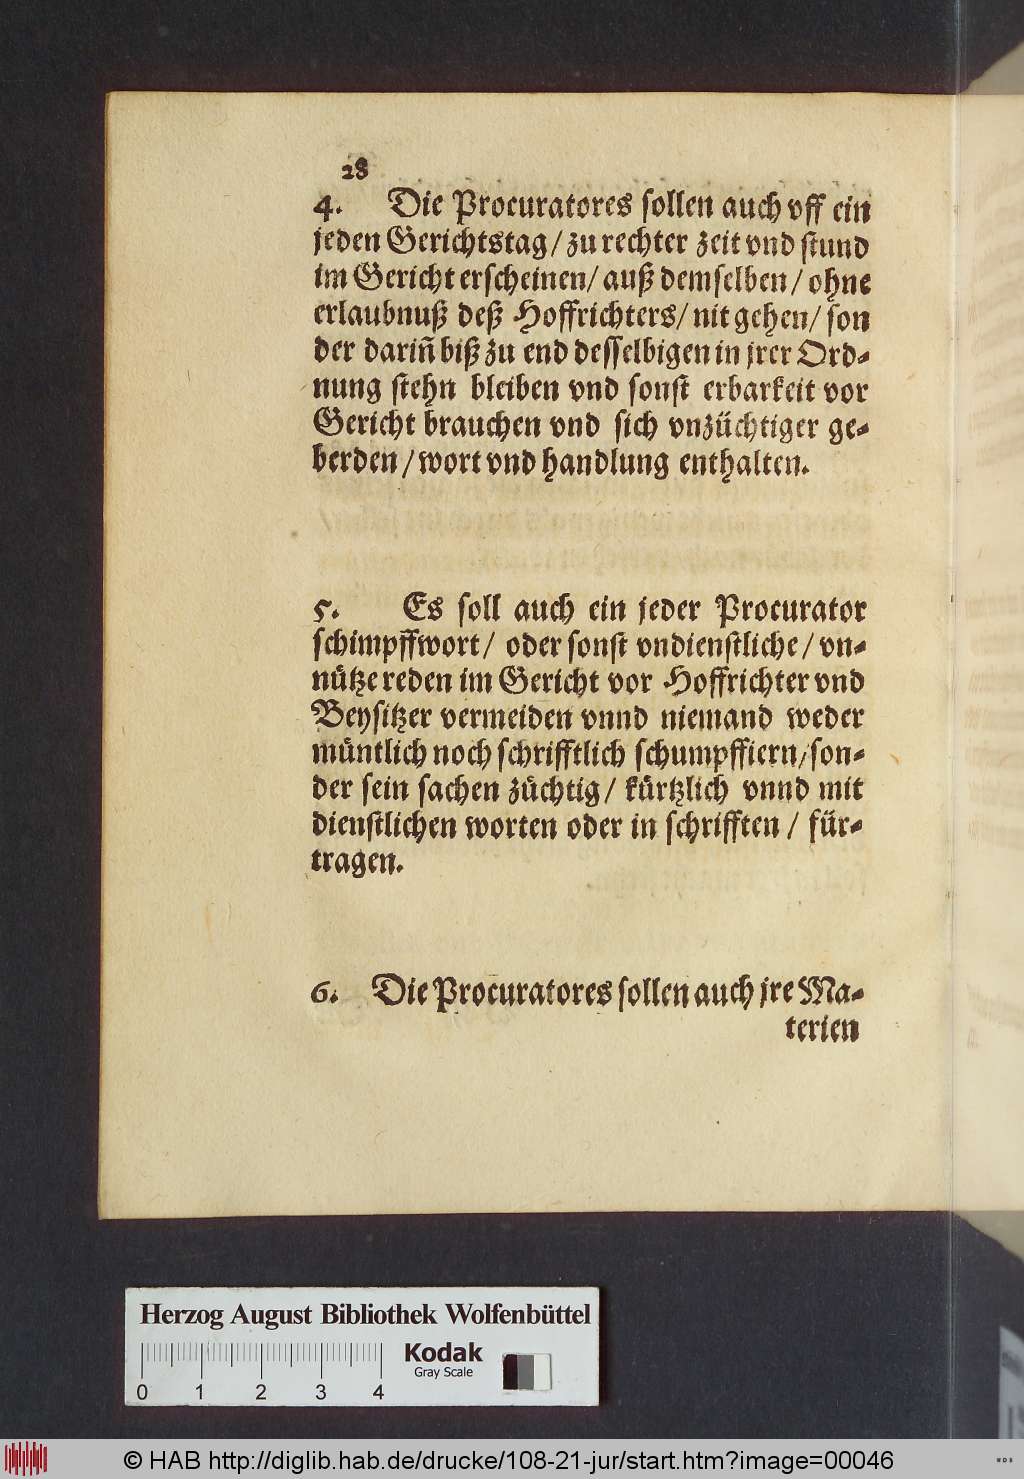 28
4. Die Procuratores sollen auch vff ein
jeden Gerichtstag/ zu rechter zeit vnd stund
im Gericht erscheinen/ auß demselben/ ohne
erlaubnuß deß Hoffrichters/ nit gehen/ son
der dariñ biß zu end desselbigen in jrer Ord-
nung stehn bleiben vnd sonst erbarkeit vor
Gericht brauchen vnd sich vnzüchtiger ge-
berden/ wort vnd handlung enthalten.
5. Es soll auch ein jeder Procurator
schimpffwort/ oder sonst vndienstliche/ vn-
nütze reden im Gericht vor Hoffrichter vnd
Beysitzer vermeiden vnnd niemand weder
müntlich noch schrifftlich schumpffiern/ son-
der sein sachen züchtig/ kürtzlich vnnd mit
dienstlichen worten oder in schrifften/ für-
tragen.
6. Die Procuratores sollen auch jre Ma-
terien
Herzog August Bibliothek Wolfenbüttel
Kodak
Gray Scale
0 1 2 3 4
© HAB http://diglib.hab.de/drucke/108-21-jur/start.htm?image=00046